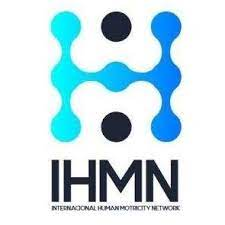 IHMN
INTERNACIONAL HUMAN MOTRICITY NETWORK